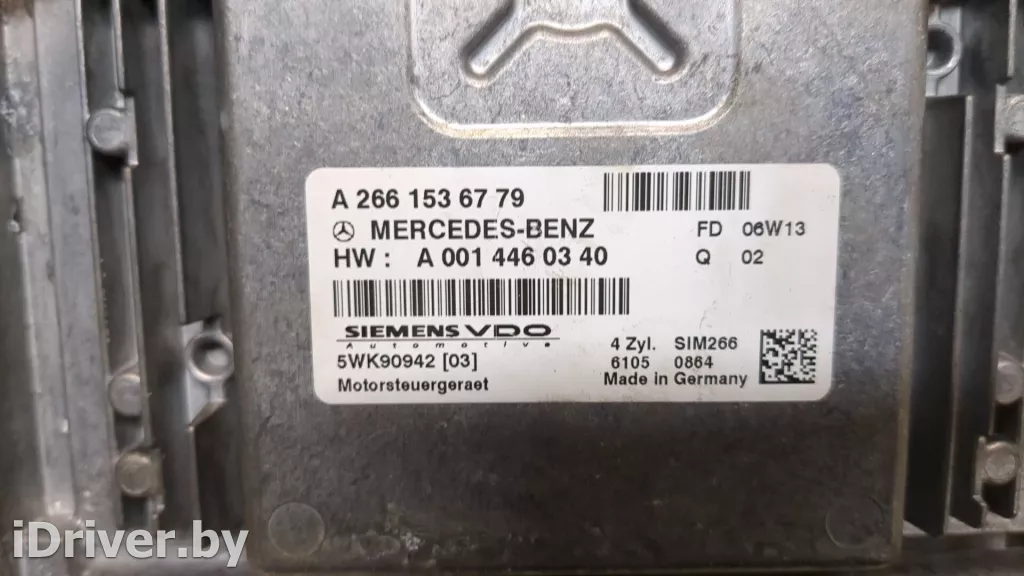 A 266 153 67 79
MERCEDES-BENZ
FD 06W13
HW : A 001 446 03 40
Q 02
SIEMENS VDO
Automotive
4 Zyl. SIM266
5WK90942 [03]
6105 0864
Motorsteuergeraet
Made in Germany
iDriver.by